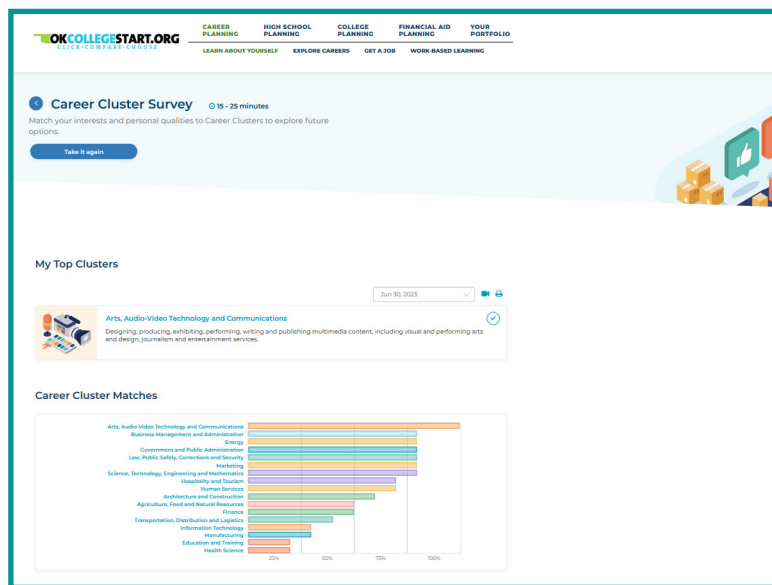 OKCOLLEGESTART.ORG
CLICK•COMPARE•CHOOSE
CAREER PLANNING
HIGH SCHOOL PLANNING
COLLEGE PLANNING
FINANCIAL AID PLANNING
YOUR PORTFOLIO
LEARN ABOUT YOURSELF EXPLORE CAREERS GET A JOB WORK-BASED LEARNING
Career Cluster Survey 15 - 25 minutes
Match your interests and personal qualities to Career Clusters to explore future
options.
Take it again
My Top Clusters
Jun 30, 2023
Arts, Audio-Video Technology and Communications
Designing, producing, exhibiting, performing, writing and publishing multimedia content, including visual and performing arts
and design, journalism and entertainment services.
Career Cluster Matches
Arts, Audio-Video Technology and Communications
Business Management and Administration
Energy
Government and Public Administration
Law, Public Safety, Corrections and Security
Marketing
Science, Technology, Engineering and Mathematics
Hospitality and Tourism
Human Services
Architecture and Construction
Agriculture, Food and Natural Resources
Finance
Transportation, Distribution and Logistics
Information Technology
Manufacturing
Education and Training
Health Science
25% 50% 75% 100%